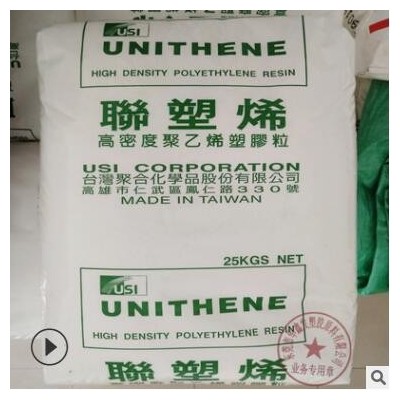 USI
UNITHENE
HIGH DENSITY POLYETHYLENE RESIN
聯塑烯
高密度聚乙烯塑膠粒
USI CORPORATION
台灣聚合化學品股份有限公司
高雄市仁武區鳳仁路330號
MADE IN TAIWAN
25KGS NET
USI
UNITHENE
HIGH DENSITY POLYETHYLENE RESIN
聯塑烯
业务专用章